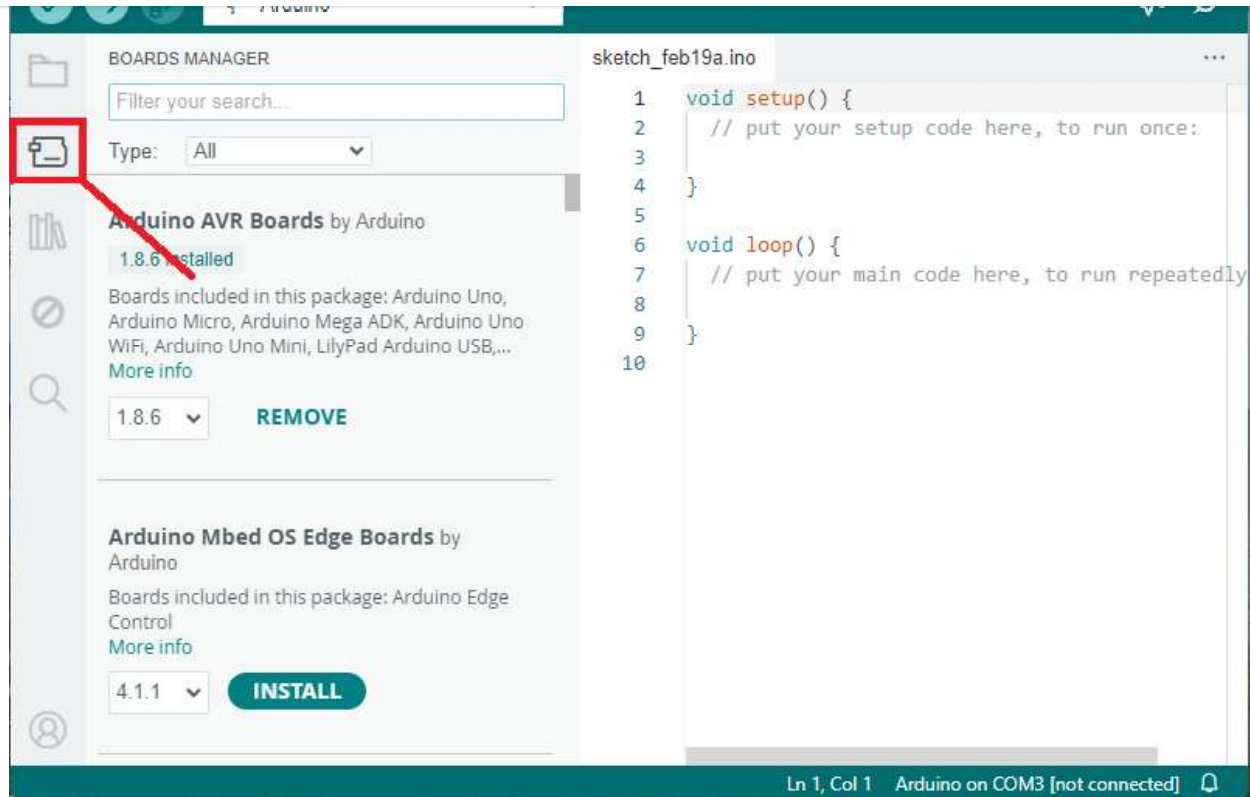 Arduino
BOARDS MANAGER
Filter your search...
Type: All
Arduino AVR Boards by Arduino
1.8.6 installed
Boards included in this package: Arduino Uno,
Arduino Micro, Arduino Mega ADK, Arduino Uno
WiFi, Arduino Uno Mini, LilyPad Arduino USB,...
More info
1.8.6 REMOVE
Arduino Mbed OS Edge Boards by
Arduino
Boards included in this package: Arduino Edge
Control
More info
4.1.1 INSTALL
sketch_feb19a.ino ...
1 void setup() {
2 // put your setup code here, to run once:
3
4 }
5
6 void loop() {
7 // put your main code here, to run repeatedly
8
9 }
10
Ln 1, Col 1 Arduino on COM3 [not connected]